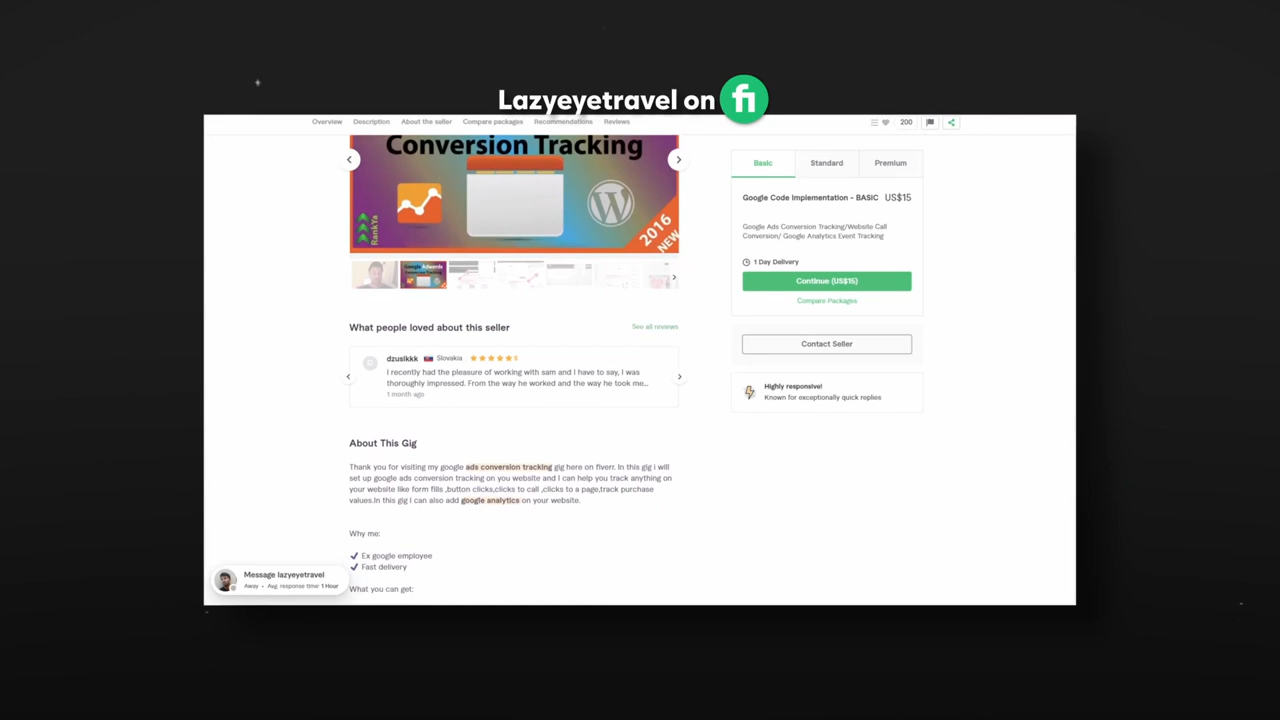 Lazyeyetravel on fi
Overview Description About the seller Compare packages Recommendations Reviews
200
Conversion Tracking
RankYa
2016
NEW
Basic Standard Premium
Google Code Implementation - BASIC US$15
Google Ads Conversion Tracking/Website Call
Conversion/ Google Analytics Event Tracking
1 Day Delivery
Continue (US$15)
Compare Packages
Contact Seller
Highly responsive!
Known for exceptionally quick replies
What people loved about this seller See all reviews
dzusikkk Slovakia
I recently had the pleasure of working with sam and I have to say, I was
thoroughly impressed. From the way he worked and the way he took me...
1 month ago
About This Gig
Thank you for visiting my google ads conversion tracking gig here on fiverr. In this gig i will
set up google ads conversion tracking on you website and I can help you track anything on
your website like form fills ,button clicks,clicks to call ,clicks to a page,track purchase
values.In this gig I can also add google analytics on your website.
Why me:
Ex google employee
Fast delivery
What you can get:
Message lazyeyetravel
Away • Avg. response time: 1 Hour